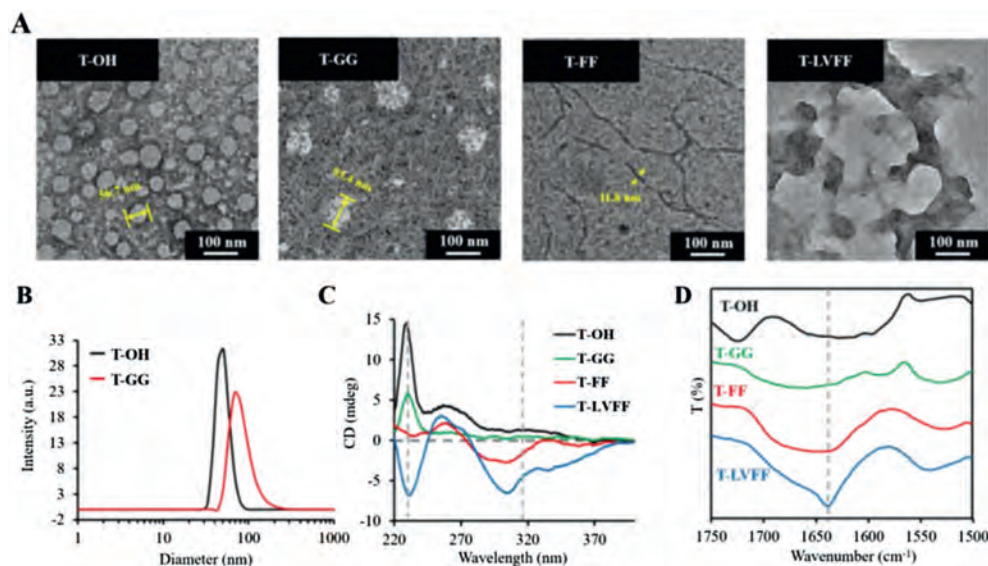 A
T-OH
T-GG
T-FF
T-LVFF
11.8 nm
100 nm
100 nm
100 nm
100 nm
B
33
28
23
18
13
8
3
-2
Intensity (a.u.)
T-OH
T-GG
1
10
100
1000
Diameter (nm)
C
15
10
5
0
-5
-10
CD (mdeg)
T-OH
T-GG
T-FF
T-LVFF
220
270
320
370
Wavelength (nm)
D
T (%)
T-OH
T-GG
T-FF
T-LVFF
1750
1700
1650
1600
1550
1500
Wavenumber (cm⁻¹)